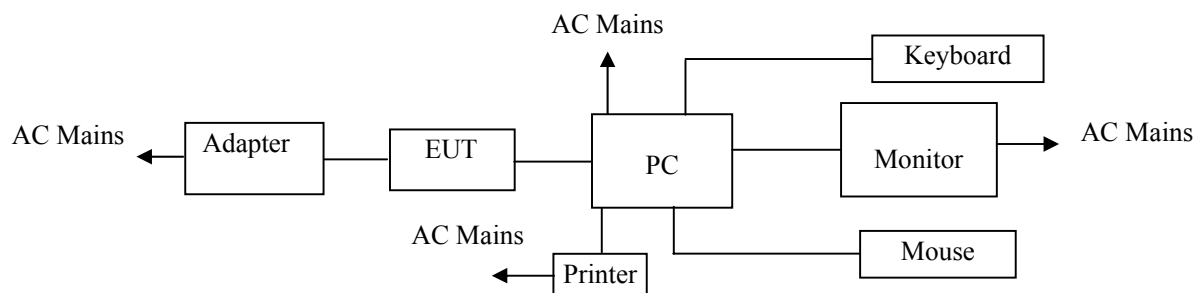 AC Mains
Keyboard
AC Mains
Adapter
EUT
PC
Monitor
AC Mains
AC Mains
Printer
Mouse